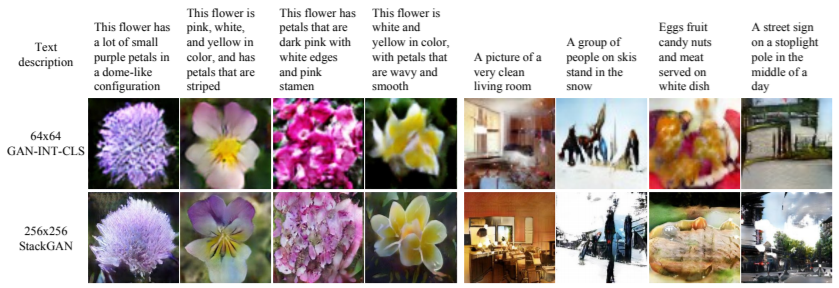 Text
description
This flower has
a lot of small
purple petals in
a dome-like
configuration
This flower is
pink, white,
and yellow in
color, and has
petals that are
striped
This flower has
petals that are
dark pink with
white edges
and pink
stamen
This flower is
white and
yellow in color,
with petals that
are wavy and
smooth
A picture of a
very clean
living room
A group of
people on skis
stand in the
snow
Eggs fruit
candy nuts
and meat
served on
white dish
A street sign
on a stoplight
pole in the
middle of a
day
64x64
GAN-INT-CLS
256x256
StackGAN